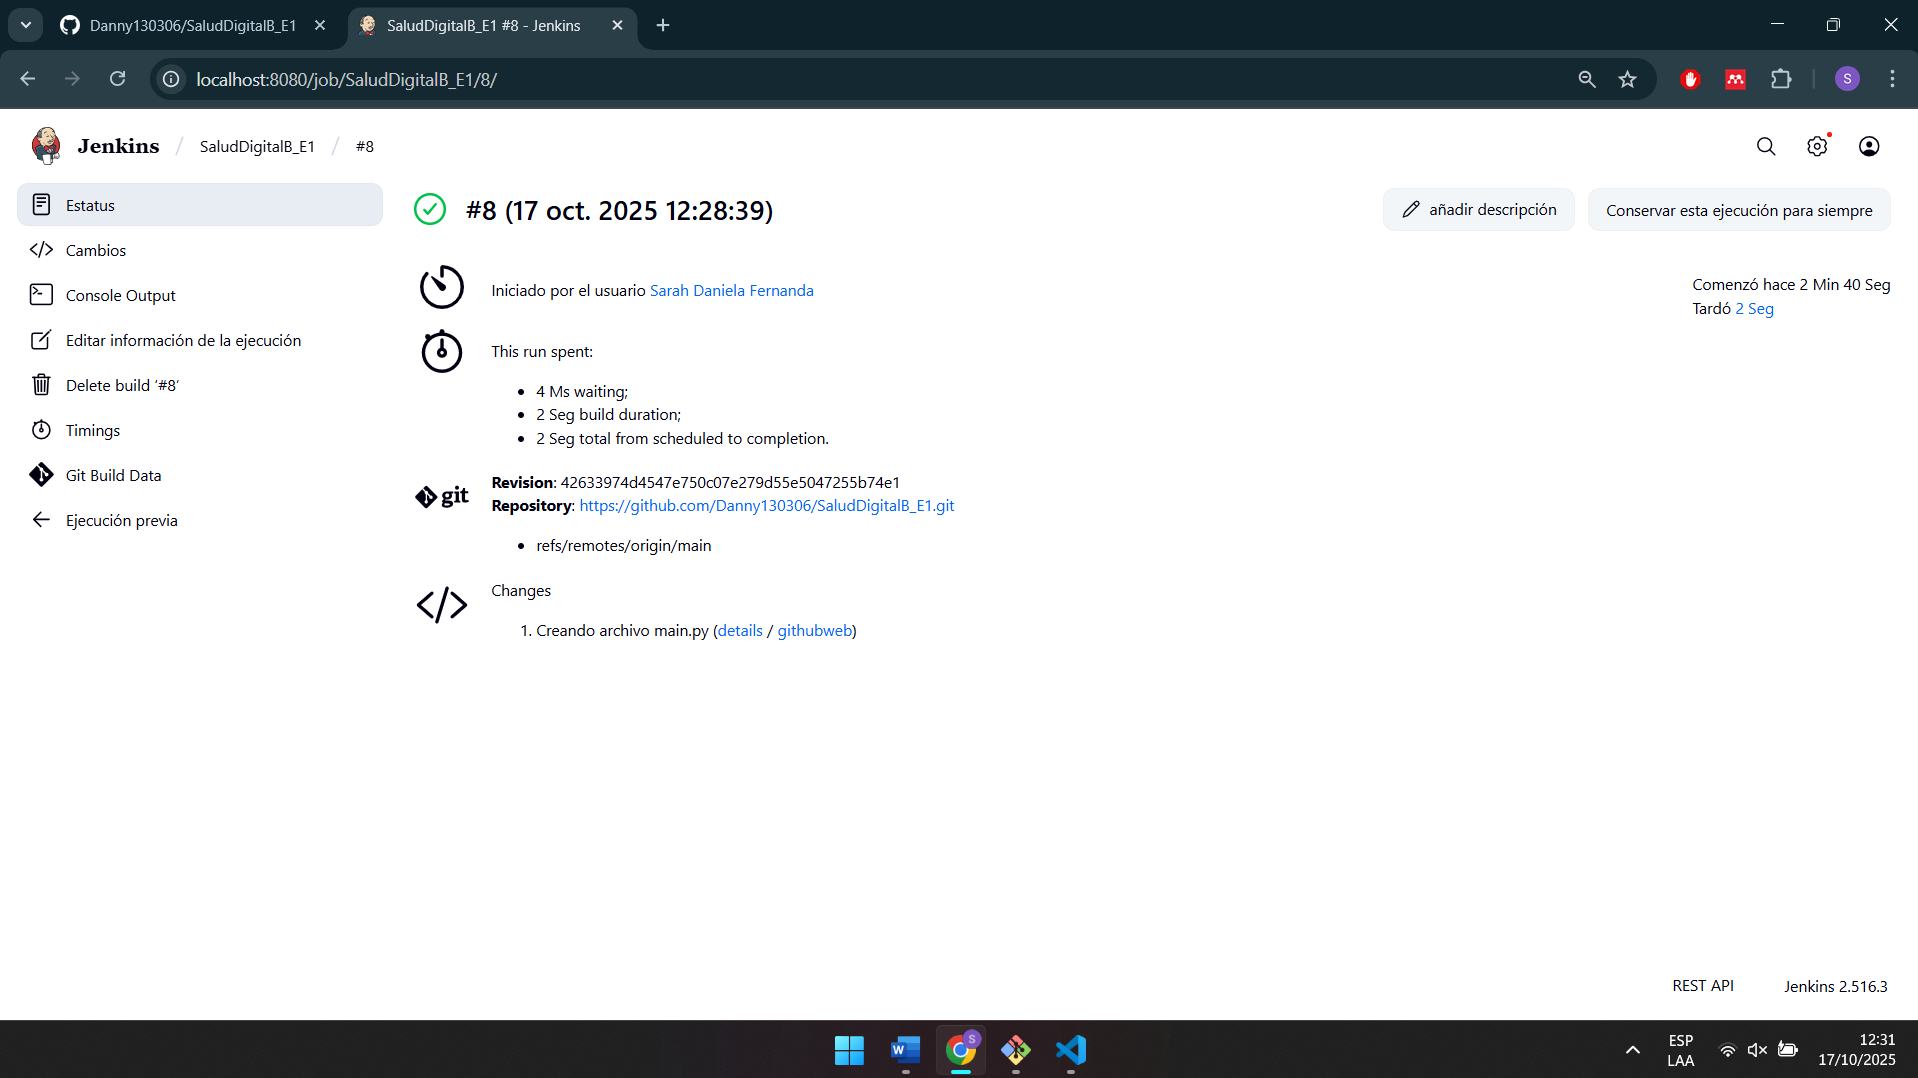 Danny130306/SaludDigitalB_E1
SaludDigitalB_E1 #8 - Jenkins
localhost:8080/job/SaludDigitalB_E1/8/
S
Jenkins / SaludDigitalB_E1 / #8
Estatus
Cambios
Console Output
Editar información de la ejecución
Delete build ‘#8’
Timings
Git Build Data
Ejecución previa
#8 (17 oct. 2025 12:28:39)
añadir descripción
Conservar esta ejecución para siempre
Iniciado por el usuario Sarah Daniela Fernanda
Comenzó hace 2 Min 40 Seg
Tardó 2 Seg
This run spent:
4 Ms waiting;
2 Seg build duration;
2 Seg total from scheduled to completion.
git
Revision: 42633974d4547e750c07e279d55e5047255b74e1
Repository: https://github.com/Danny130306/SaludDigitalB_E1.git
refs/remotes/origin/main
Changes
1. Creando archivo main.py (details / githubweb)
REST API
Jenkins 2.516.3
W
S
ESP
LAA
12:31
17/10/2025